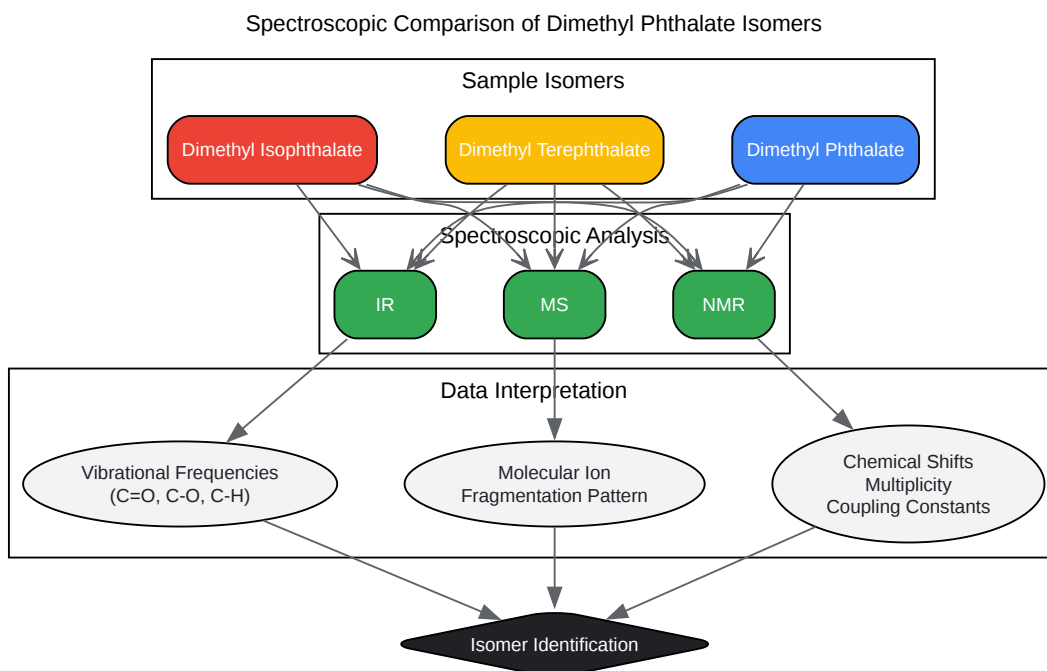 Spectroscopic Comparison of Dimethyl Phthalate Isomers
Sample Isomers
Dimethyl Isophthalate
Dimethyl Terephthalate
Dimethyl Phthalate
Spectroscopic Analysis
IR
MS
NMR
Data Interpretation
Vibrational Frequencies
(C=O, C-O, C-H)
Molecular Ion
Fragmentation Pattern
Chemical Shifts
Multiplicity
Coupling Constants
Isomer Identification